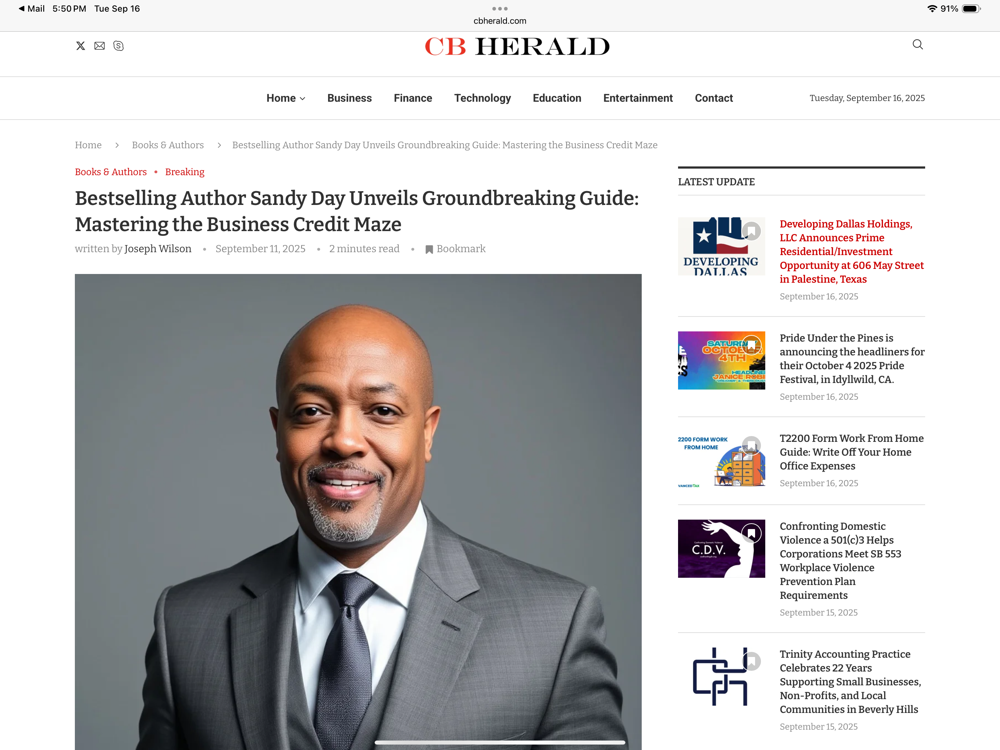 Mail 5:50 PM Tue Sep 16
91%
cbherald.com
CB HERALD
Home Business Finance Technology Education Entertainment Contact
Tuesday, September 16, 2025
Home > Books & Authors > Bestselling Author Sandy Day Unveils Groundbreaking Guide: Mastering the Business Credit Maze
Books & Authors • Breaking
Bestselling Author Sandy Day Unveils Groundbreaking Guide:
Mastering the Business Credit Maze
written by Joseph Wilson • September 11, 2025 • 2 minutes read • Bookmark
LATEST UPDATE
DEVELOPING
DALLAS
Developing Dallas Holdings,
LLC Announces Prime
Residential/Investment
Opportunity at 606 May Street
in Palestine, Texas
September 16, 2025
SATURDAY
OCTOBER
4TH
HEADLINE
JANICE ROBI
Pride Under the Pines is
announcing the headliners for
their October 4 2025 Pride
Festival, in Idyllwild, CA.
September 16, 2025
2200 FORM WORK
FROM HOME
VANCEDTAX
T2200 Form Work From Home
Guide: Write Off Your Home
Office Expenses
September 16, 2025
Confronting Domestic Violence
C.D.V.
confrontingdv.org
Confronting Domestic
Violence a 501(c)3 Helps
Corporations Meet SB 553
Workplace Violence
Prevention Plan
Requirements
September 15, 2025
Trinity Accounting Practice
Celebrates 22 Years
Supporting Small Businesses,
Non-Profits, and Local
Communities in Beverly Hills
September 15, 2025